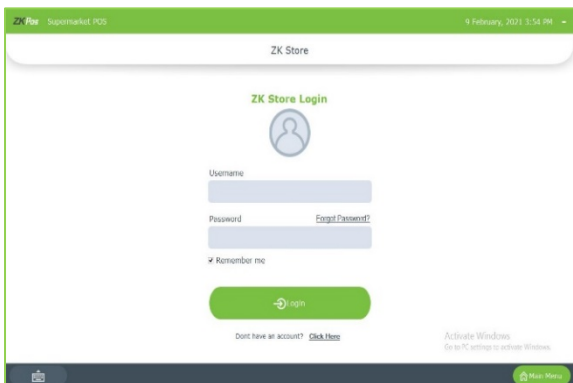 ZKPos Supermarket POS 9 February, 2021 3:54 PM -
ZK Store
ZK Store Login
Username
Password Forgot Password?
Remember me
Login
Dont have an account? Click Here
Activate Windows
Go to PC settings to activate Windows.
Main Menu